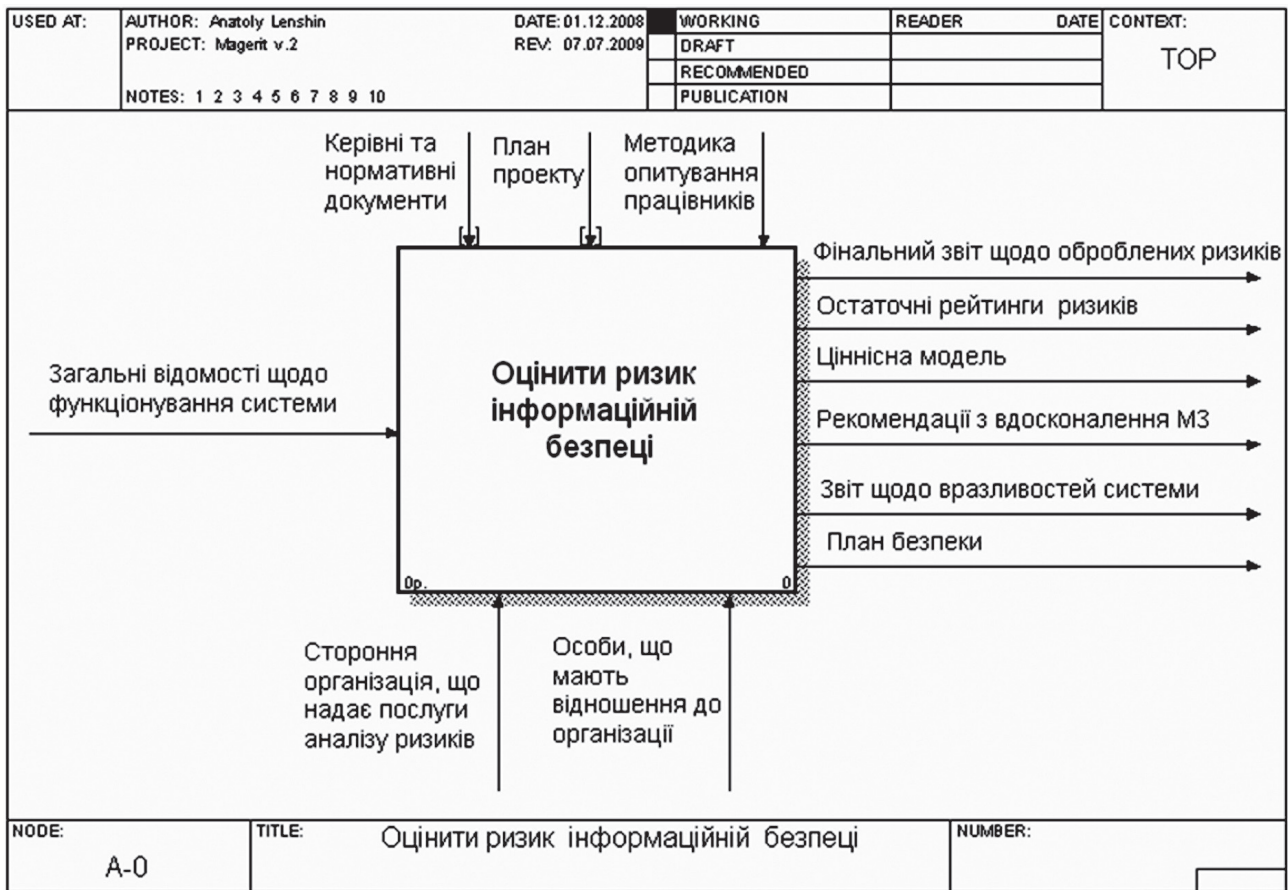 USED AT:
AUTHOR: Anatoly Lenshin
DATE: 01.12.2008
PROJECT: Magerit v.2
REV: 07.07.2009
NOTES: 1 2 3 4 5 6 7 8 9 10
WORKING
DRAFT
RECOMMENDED
PUBLICATION
READER
DATE
CONTEXT:
TOP
Керівні та
нормативні
документи
План
проекту
Методика
опитування
працівників
Загальні відомості щодо
функціонування системи
Оцінити ризик
інформаційній
безпеці
0р.
0
Фінальний звіт щодо оброблених ризиків
Остаточні рейтинги ризиків
Ціннісна модель
Рекомендації з вдосконалення МЗ
Звіт щодо вразливостей системи
План безпеки
Стороння
організація, що
надає послуги
аналізу ризиків
Особи, що
мають
відношення до
організації
NODE:
A-0
TITLE:
Оцінити ризик інформаційній безпеці
NUMBER: